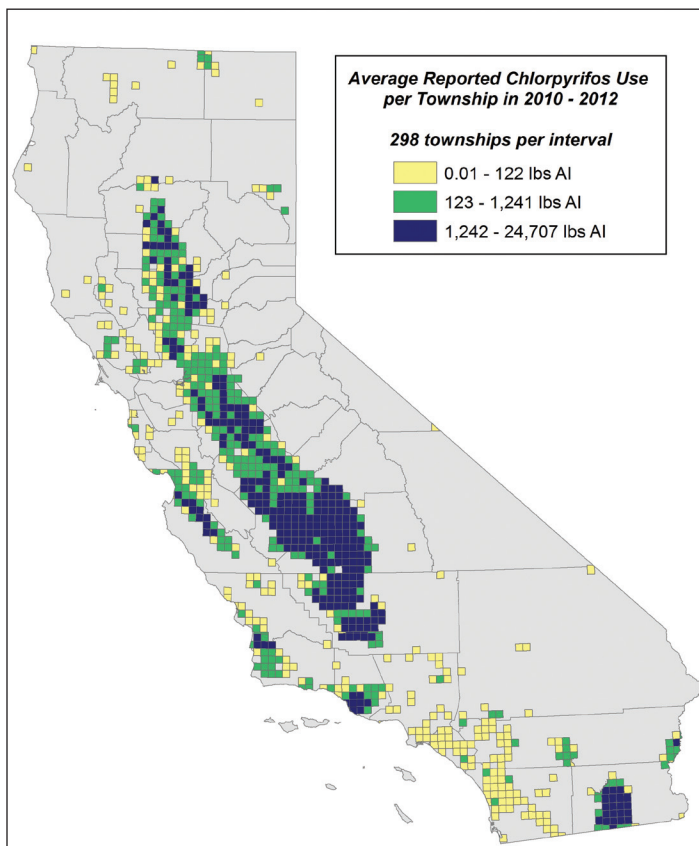 Average Reported Chlorpyrifos Use
per Township in 2010 - 2012
298 townships per interval
0.01 - 122 lbs AI
123 - 1,241 lbs AI
1,242 - 24,707 lbs AI